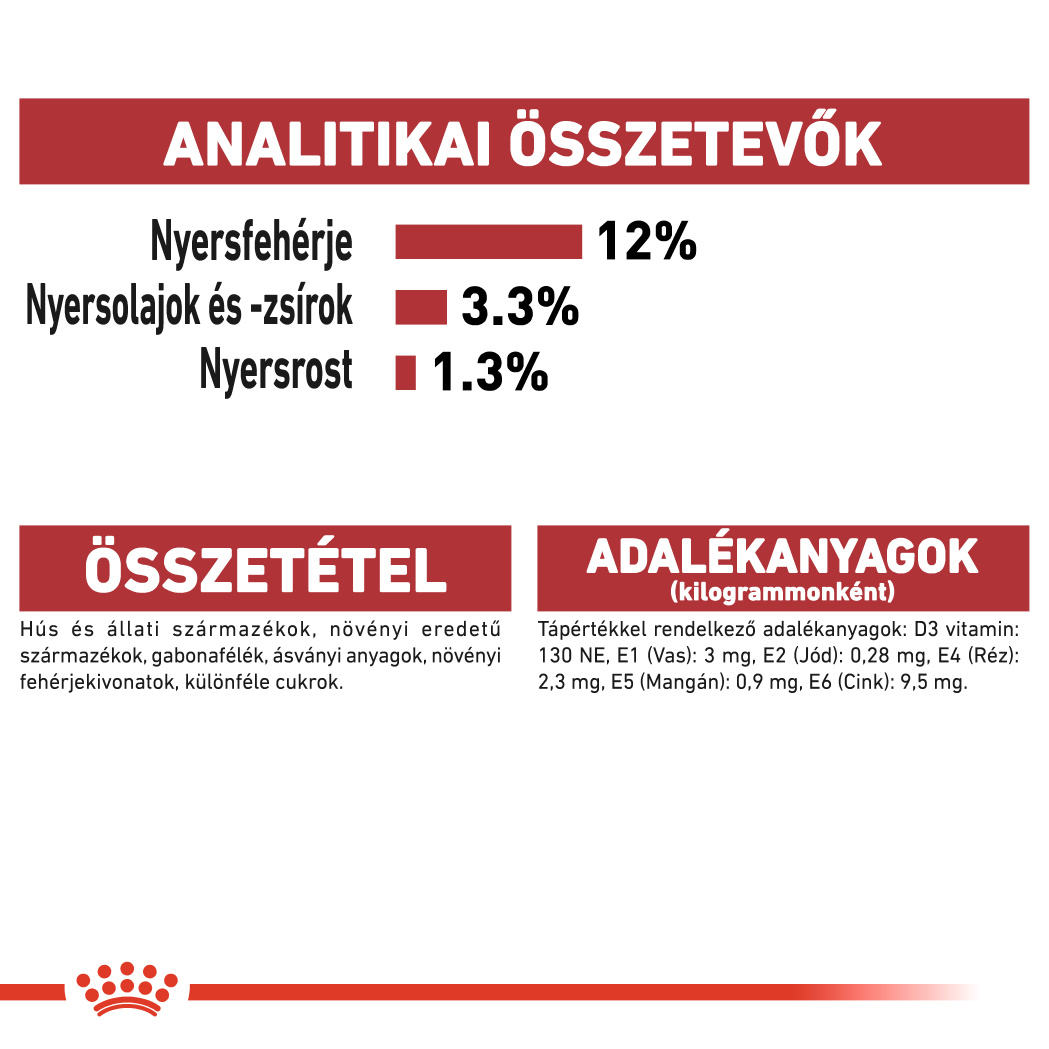 ANALITIKAI ÖSSZETEVŐK
Nyersfehérje 12%
Nyersolajok és -zsírok 3.3%
Nyersrost 1.3%
ÖSSZETÉTEL
Hús és állati származékok, növényi eredetű
származékok, gabonafélék, ásványi anyagok, növényi
fehérjekivonatok, különféle cukrok.
ADALÉKANYAGOK
(kilogrammonként)
Tápértékkel rendelkező adalékanyagok: D3 vitamin:
130 NE, E1 (Vas): 3 mg, E2 (Jód): 0,28 mg, E4 (Réz):
2,3 mg, E5 (Mangán): 0,9 mg, E6 (Cink): 9,5 mg.